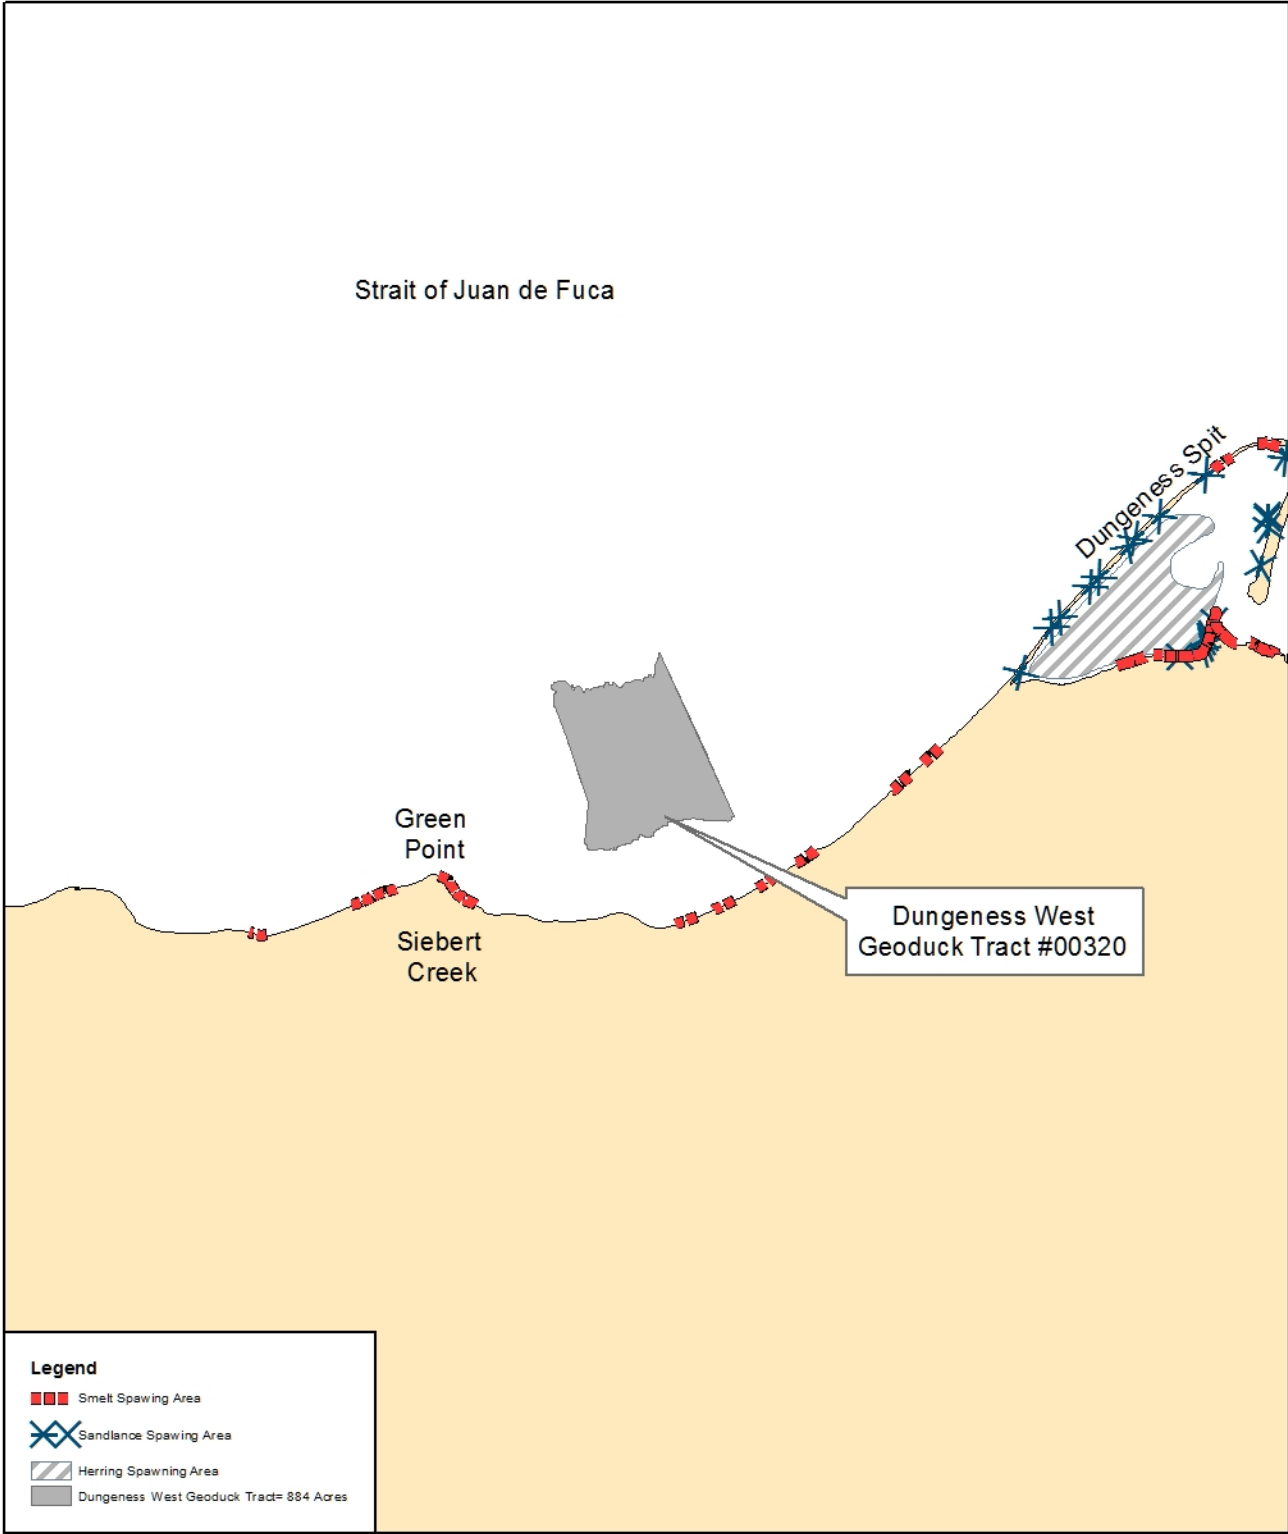 Strait of Juan de Fuca
Dungeness Spit
Green
Point
Siebert
Creek
Dungeness West
Geoduck Tract #00320
Legend
Smelt Spawing Area
Sandlance Spawing Area
Herring Spawning Area
Dungeness West Geoduck Tract= 884 Acres